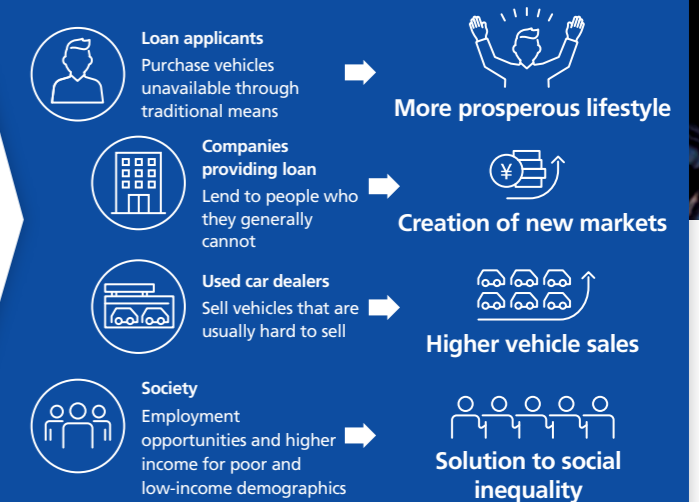 Loan applicants
Purchase vehicles
unavailable through
traditional means
More prosperous lifestyle
Companies
providing loan
Lend to people who
they generally
cannot
¥
Creation of new markets
Used car dealers
Sell vehicles that are
usually hard to sell
Higher vehicle sales
Society
Employment
opportunities and higher
income for poor and
low-income demographics
Solution to social
inequality